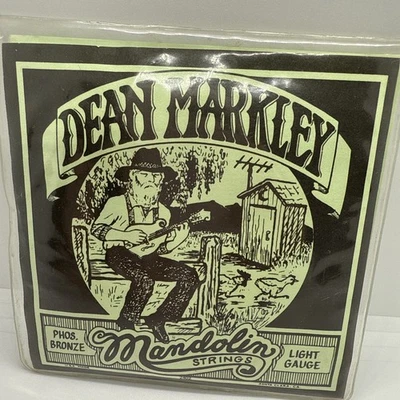 DEAN MARKLEY
PHOS.
BRONZE
Mandolin
STRINGS
LIGHT
GAUGE